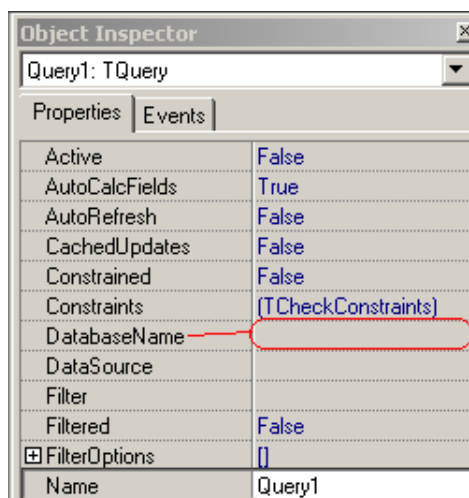 Object Inspector
Query1: TQuery
Properties Events
Active False
AutoCalcFields True
AutoRefresh False
CachedUpdates False
Constrained False
Constraints (TCheckConstraints)
DatabaseName
DataSource
Filter
Filtered False
FilterOptions []
Name Query1